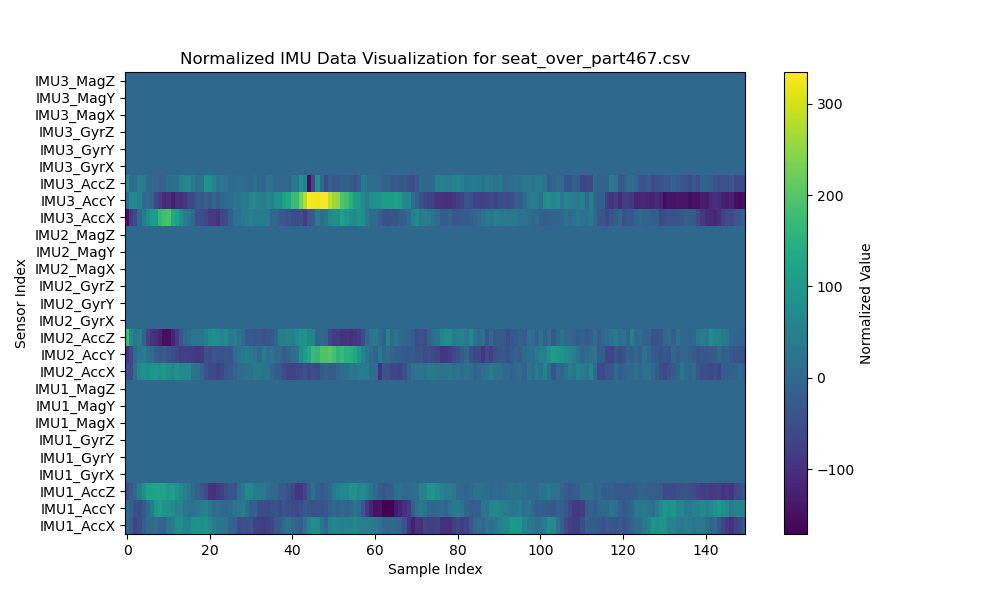 Normalized IMU Data Visualization for seat_over_part467.csv
IMU3_MagZ
IMU3_MagY
IMU3_MagX
IMU3_GyrZ
IMU3_GyrY
IMU3_GyrX
IMU3_AccZ
IMU3_AccY
IMU3_AccX
IMU2_MagZ
IMU2_MagY
IMU2_MagX
IMU2_GyrZ
IMU2_GyrY
IMU2_GyrX
IMU2_AccZ
IMU2_AccY
IMU2_AccX
IMU1_MagZ
IMU1_MagY
IMU1_MagX
IMU1_GyrZ
IMU1_GyrY
IMU1_GyrX
IMU1_AccZ
IMU1_AccY
IMU1_AccX
Sensor Index
0 20 40 60 80 100 120 140
Sample Index
300
200
100
0
−100
Normalized Value